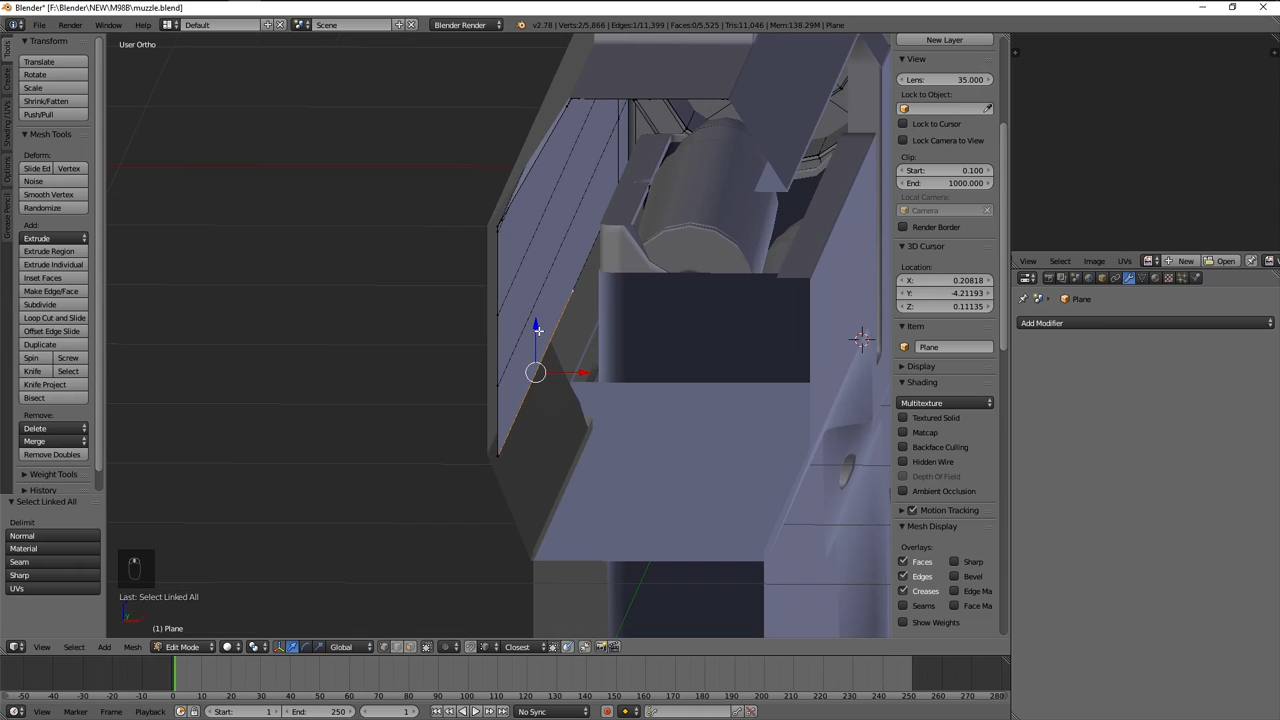 Blender* [F:\Blender\NEW\M98B\muzzle.blend]
File Render Window Help Default Scene Blender Render v2.78 | Verts:2/5,866 | Edges:1/11,399 | Faces:0/5,525 | Tris:11,046 | Mem:138.29M | Plane
Tools
Create
Shading / UVs
Options
Grease Pencil
Transform
Translate
Rotate
Scale
Shrink/Fatten
Push/Pull
Mesh Tools
Deform:
Slide Ed Vertex
Noise
Smooth Vertex
Randomize
Add:
Extrude
Extrude Region
Extrude Individual
Inset Faces
Make Edge/Face
Subdivide
Loop Cut and Slide
Offset Edge Slide
Duplicate
Spin Screw
Knife Select
Knife Project
Bisect
Remove:
Delete
Merge
Remove Doubles
Weight Tools
History
Select Linked All
Delimit
Normal
Material
Seam
Sharp
UVs
User Ortho
Last: Select Linked All
(1) Plane
New Layer
View
Lens: 35.000
Lock to Object:
Lock to Cursor
Lock Camera to View
Clip:
Start: 0.100
End: 1000.000
Local Camera:
Camera
Render Border
3D Cursor
Location:
X: 0.20818
Y: -4.21193
Z: 0.11135
Item
Plane
Display
Shading
Multitexture
Textured Solid
Matcap
Backface Culling
Hidden Wire
Depth Of Field
Ambient Occlusion
Motion Tracking
Mesh Display
Overlays:
Faces Sharp
Edges Bevel
Creases Edge Ma
Seams Face Ma
Show Weights
View Select Image UVs New Open
Plane
Add Modifier
View Select Add Mesh Edit Mode Global Closest
-50 -40 -30 -20 -10 0 10 20 30 40 50 60 70 80 90 100 110 120 130 140 150 160 170 180 190 200 210 220 230 240 250 260 270 280
View Marker Frame Playback Start: 1 End: 250 1 No Sync